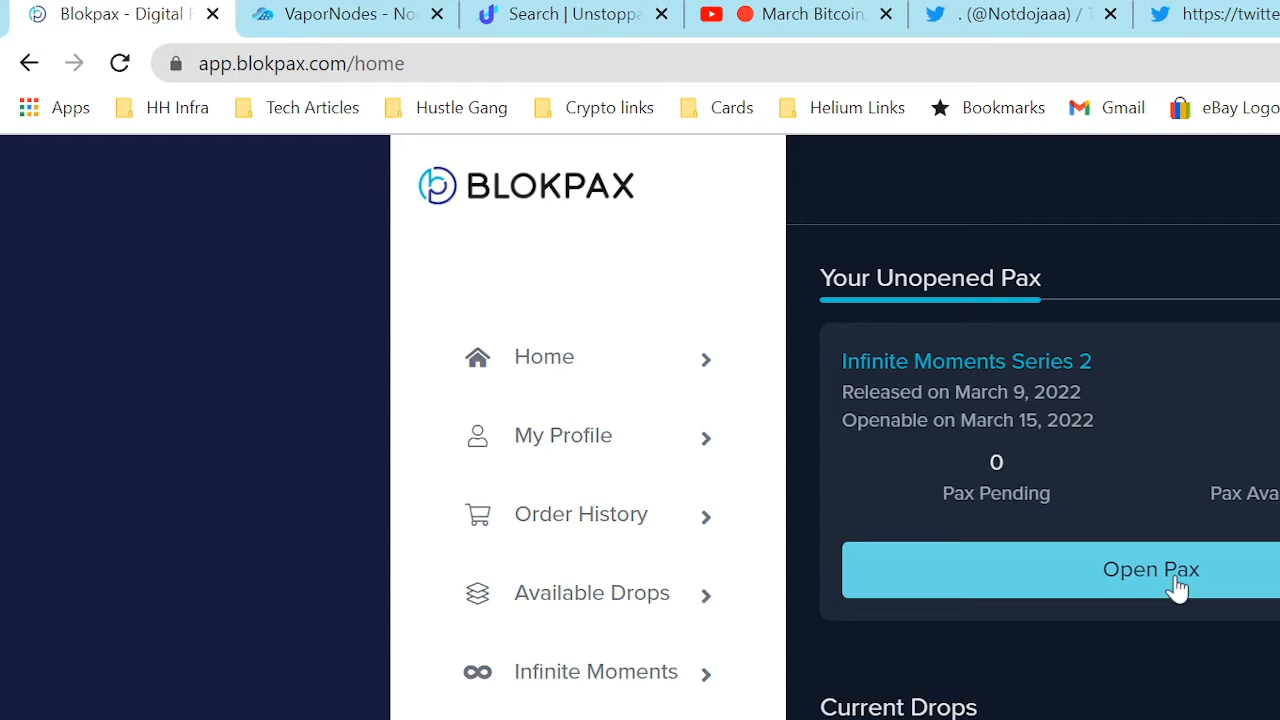 Blokpax - Digital
VaporNodes - No
Search | Unstoppa
March Bitcoin
. (@Notdojaaa) /
https://twitte
app.blokpax.com/home
Apps
HH Infra
Tech Articles
Hustle Gang
Crypto links
Cards
Helium Links
Bookmarks
Gmail
eBay Logo
BLOKPAX
Home
My Profile
Order History
Available Drops
Infinite Moments
Your Unopened Pax
Infinite Moments Series 2
Released on March 9, 2022
Openable on March 15, 2022
0
Pax Pending
Pax Ava
Open Pax
Current Drops